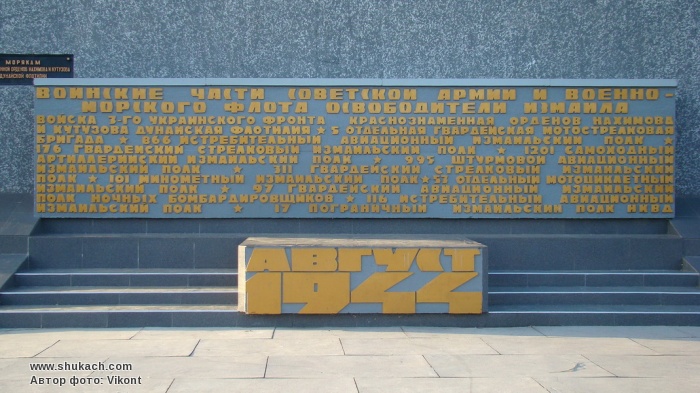 МОРЯКАМ
ДУНАЙСКОЙ ФЛОТИЛИИ
ВОИНСКИЕ ЧАСТИ СОВЕТСКОЙ АРМИИ И ВОЕННО-
МОРСКОГО ФЛОТА ОСВОБОДИТЕЛИ ИЗМАИЛА
ВОЙСКА 3-ГО УКРАИНСКОГО ФРОНТА КРАСНОЗНАМЕННАЯ ОРДЕНОВ НАХИМОВА
И КУТУЗОВА ДУНАЙСКАЯ ФЛОТИЛИЯ ★ 5 ОТДЕЛЬНАЯ ГВАРДЕЙСКАЯ МОТОСТРЕЛКОВАЯ
БРИГАДА ★ 866 ИСТРЕБИТЕЛЬНЫЙ АВИАЦИОННЫЙ ИЗМАИЛЬСКИЙ ПОЛК ★
176 ГВАРДЕЙСКИЙ СТРЕЛКОВЫЙ ИЗМАИЛЬСКИЙ ПОЛК ★ 1201 САМОХОДНЫЙ
АРТИЛЛЕРИЙСКИЙ ИЗМАИЛЬСКИЙ ПОЛК ★ 995 ШТУРМОВОЙ АВИАЦИОННЫЙ
ИЗМАИЛЬСКИЙ ПОЛК ★ 311 ГВАРДЕЙСКИЙ СТРЕЛКОВЫЙ ИЗМАИЛЬСКИЙ
ПОЛК ★ 101 МИНОМЕТНЫЙ ИЗМАИЛЬСКИЙ ПОЛК ★ 53 ОТДЕЛЬНЫЙ МОТОЦИКЛЕТНЫЙ
ИЗМАИЛЬСКИЙ ПОЛК ★ 97 ГВАРДЕЙСКИЙ АВИАЦИОННЫЙ ИЗМАИЛЬСКИЙ
ПОЛК НОЧНЫХ БОМБАРДИРОВЩИКОВ ★ 116 ИСТРЕБИТЕЛЬНЫЙ АВИАЦИОННЫЙ
ИЗМАИЛЬСКИЙ ПОЛК ★ 17 ПОГРАНИЧНЫЙ ИЗМАИЛЬСКИЙ ПОЛК НКВД
АВГУСТ
1944
www.shukach.com
Автор фото: Vikont